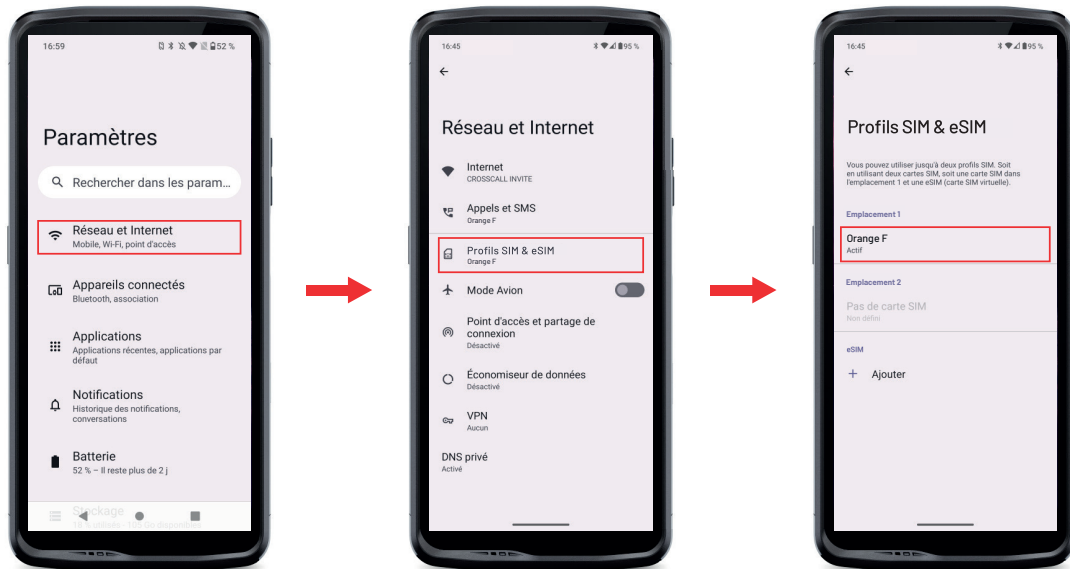 16:59
52 %
Paramètres
Rechercher dans les param...
Réseau et Internet
Mobile, Wi-Fi, point d'accès
Appareils connectés
Bluetooth, association
Applications
Applications récentes, applications par
défaut
Notifications
Historique des notifications,
conversations
Batterie
52 % – Il reste plus de 2 j
Stockage
16:45
95 %
Réseau et Internet
Internet
CROSSCALL INVITE
Appels et SMS
Orange F
Profils SIM & eSIM
Orange F
Mode Avion
Point d'accès et partage de
connexion
Désactivé
Économiseur de données
Désactivé
VPN
Aucun
DNS privé
Activé
16:45
95 %
Profils SIM & eSIM
Vous pouvez utiliser jusqu'à deux profils SIM. Soit
en utilisant deux cartes SIM, soit une carte SIM dans
l'emplacement 1 et une eSIM (carte SIM virtuelle).
Emplacement 1
Orange F
Actif
Emplacement 2
Pas de carte SIM
Non défini
eSIM
+ Ajouter